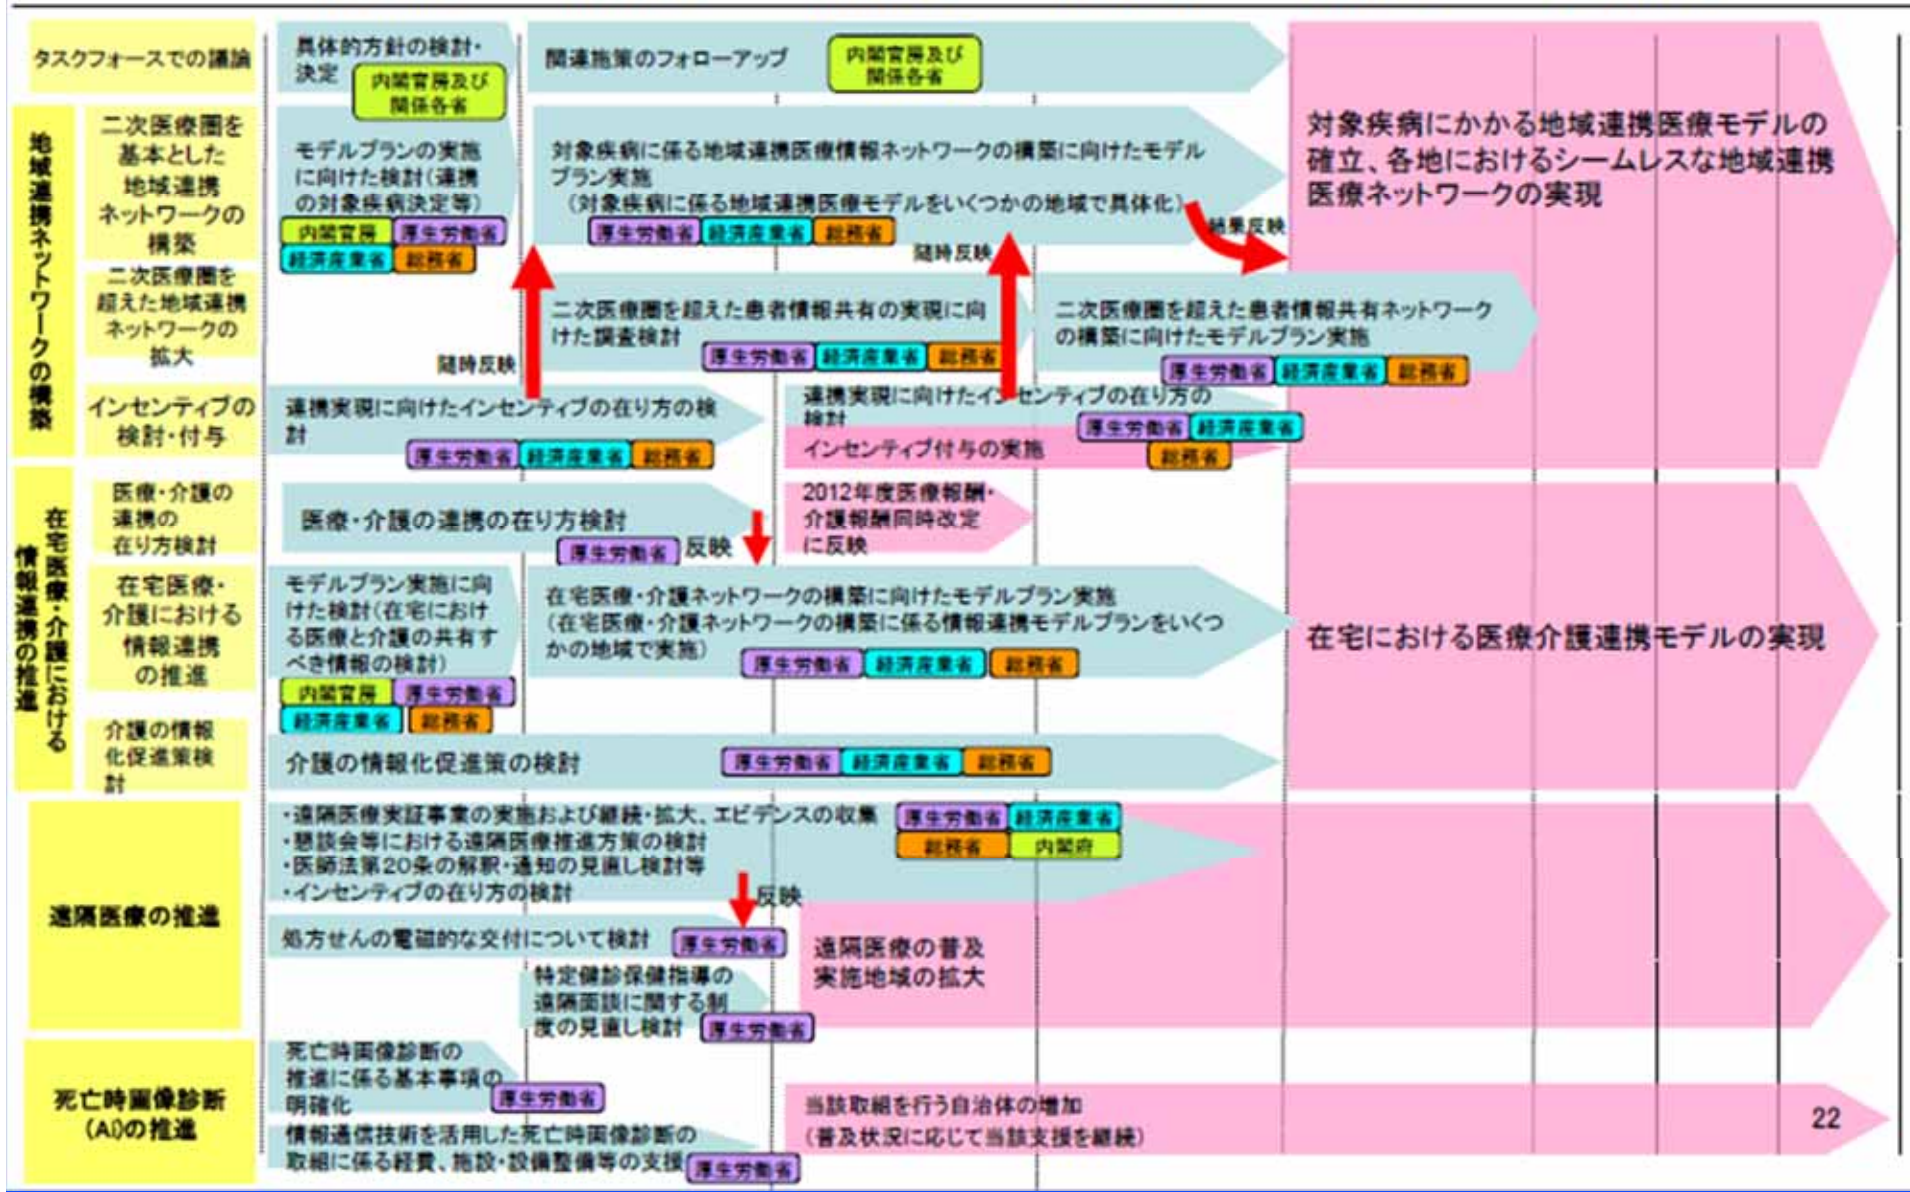 タスクフォースでの議論
具体的方針の検討・
決定
内閣官房及び
関係各省
関連施策のフォローアップ
内閣官房及び
関係各省
地域連携ネットワークの構築
二次医療圏を
基本とした
地域連携
ネットワークの
構築
モデルプランの実施
に向けた検討(連携
の対象疾病決定等)
内閣官房
厚生労働省
経済産業省
総務省
対象疾病に係る地域連携医療情報ネットワークの構築に向けたモデル
プラン実施
(対象疾病に係る地域連携医療モデルをいくつかの地域で具体化)
厚生労働省
経済産業省
総務省
随時反映
結果反映
対象疾病にかかる地域連携医療モデルの
確立、各地におけるシームレスな地域連携
医療ネットワークの実現
二次医療圏を
超えた地域連携
ネットワークの
拡大
随時反映
二次医療圏を超えた患者情報共有の実現に向
けた調査検討
厚生労働省
経済産業省
総務省
二次医療圏を超えた患者情報共有ネットワーク
の構築に向けたモデルプラン実施
厚生労働省
経済産業省
総務省
インセンティブの
検討・付与
連携実現に向けたインセンティブの在り方の検
討
厚生労働省
経済産業省
総務省
連携実現に向けたインセンティブの在り方の
検討
厚生労働省
経済産業省
総務省
インセンティブ付与の実施
在宅医療・介護における
情報連携の推進
医療・介護の
連携の
在り方検討
医療・介護の連携の在り方検討
厚生労働省
反映
2012年度医療報酬・
介護報酬同時改定
に反映
在宅医療・
介護における
情報連携
の推進
モデルプラン実施に向
けた検討(在宅におけ
る医療と介護の共有す
べき情報の検討)
内閣官房
厚生労働省
経済産業省
総務省
在宅医療・介護ネットワークの構築に向けたモデルプラン実施
(在宅医療・介護ネットワークの構築に係る情報連携モデルプランをいくつ
かの地域で実施)
厚生労働省
経済産業省
総務省
在宅における医療介護連携モデルの実現
介護の情報
化促進策検
討
介護の情報化促進策の検討
厚生労働省
経済産業省
総務省
遠隔医療の推進
・遠隔医療実証事業の実施および継続・拡大、エビデンスの収集
・懇談会等における遠隔医療推進方策の検討
・医師法第20条の解釈・通知の見直し検討等
・インセンティブの在り方の検討
厚生労働省
経済産業省
総務省
内閣府
反映
処方せんの電磁的な交付について検討
厚生労働省
特定健診保健指導の
遠隔面談に関する制
度の見直し検討
厚生労働省
遠隔医療の普及
実施地域の拡大
死亡時画像診断
(Ai)の推進
死亡時画像診断の
推進に係る基本事項の
明確化
厚生労働省
情報通信技術を活用した死亡時画像診断の
取組に係る経費、施設・設備整備等の支援
厚生労働省
当該取組を行う自治体の増加
(普及状況に応じて当該支援を継続)
22